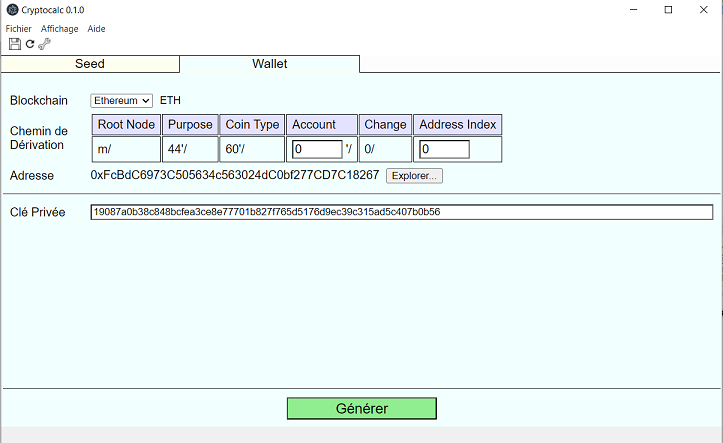 Cryptocalc 0.1.0
Fichier Affichage Aide
Seed Wallet
Blockchain Ethereum ETH
Chemin de
Dérivation
Root Node Purpose Coin Type Account Change Address Index
m/ 44'/ 60'/ 0 '/ 0/ 0
Adresse 0xFcBdC6973C505634c563024dC0bf277CD7C18267 Explorer...
Clé Privée 19087a0b38c848bcfea3ce8e77701b827f765d5176d9ec39c315ad5c407b0b56
Générer